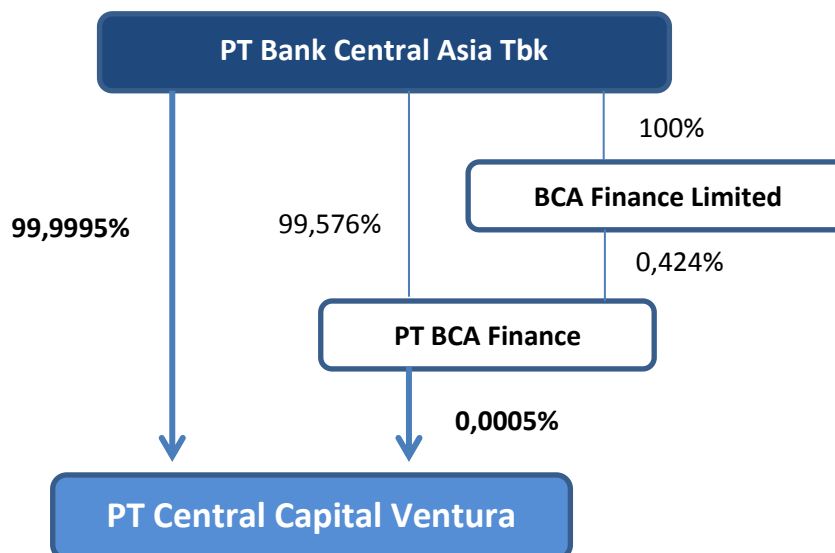 PT Bank Central Asia Tbk
100%
BCA Finance Limited
99,9995%
99,576%
0,424%
PT BCA Finance
0,0005%
PT Central Capital Ventura